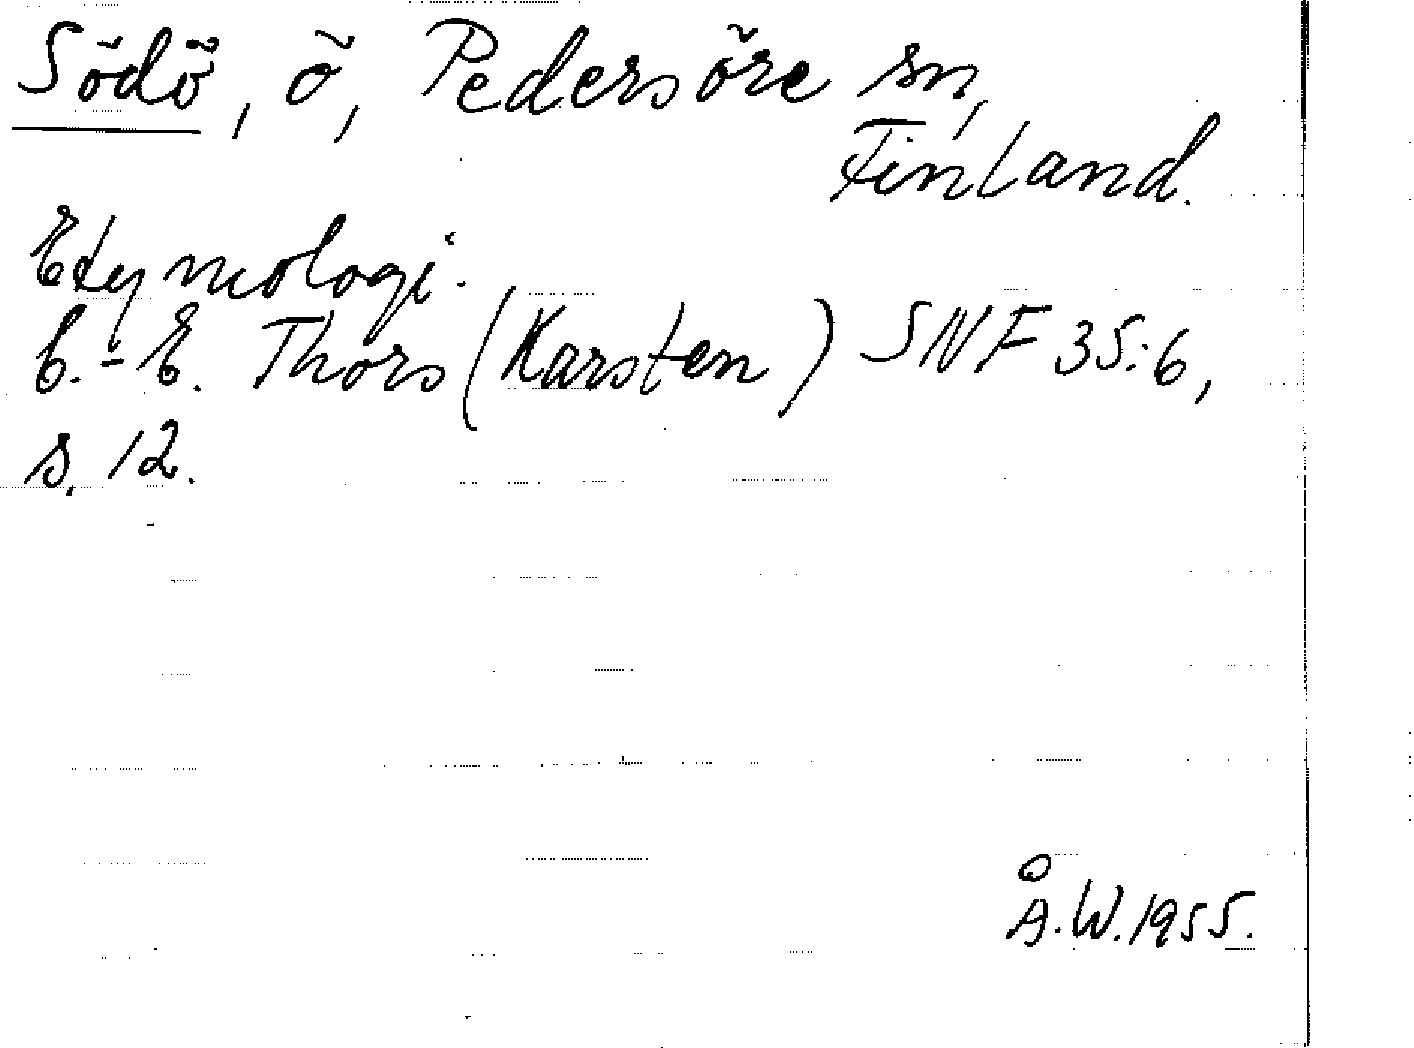 Södö, ö, Pedersöre sn,
Finland.
Etymologi.
C.-E. Thors (Karsten) SNF 35:6,
s. 12.
Å.W. 1955.